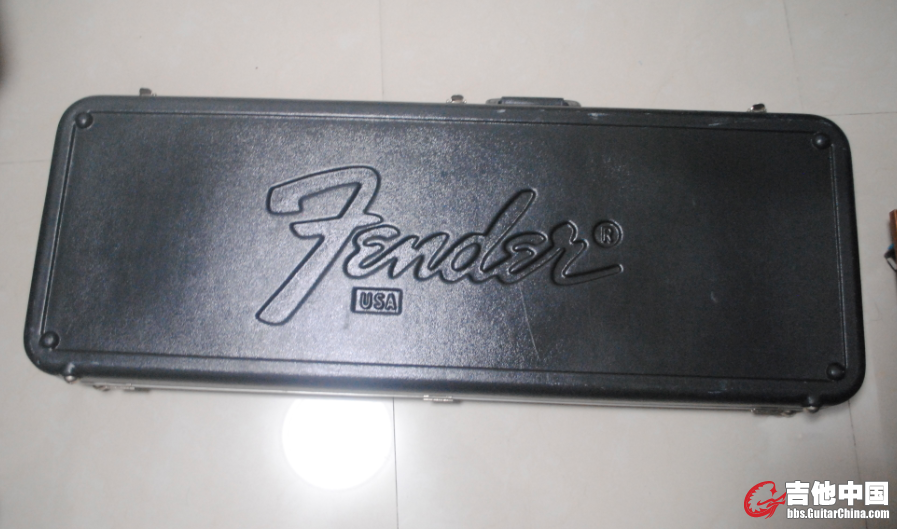 Fender®
USA
吉他中国
bbs.GuitarChina.com